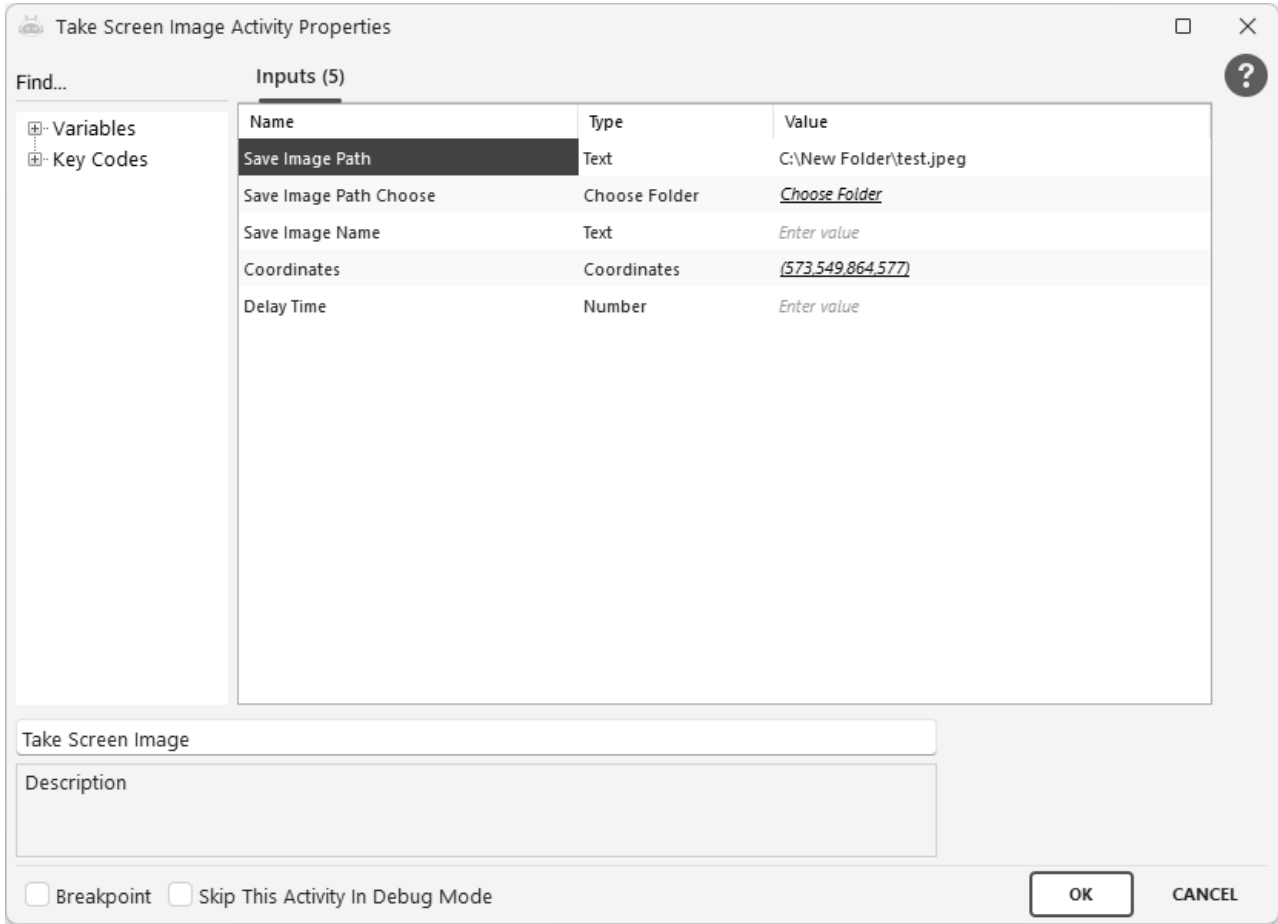 Take Screen Image Activity Properties
Find...
Inputs (5)
?
Variables
Key Codes
Name Type Value
Save Image Path Text C:\New Folder\test.jpeg
Save Image Path Choose Choose Folder Choose Folder
Save Image Name Text Enter value
Coordinates Coordinates (573,549,864,577)
Delay Time Number Enter value
Take Screen Image
Description
Breakpoint Skip This Activity In Debug Mode OK CANCEL